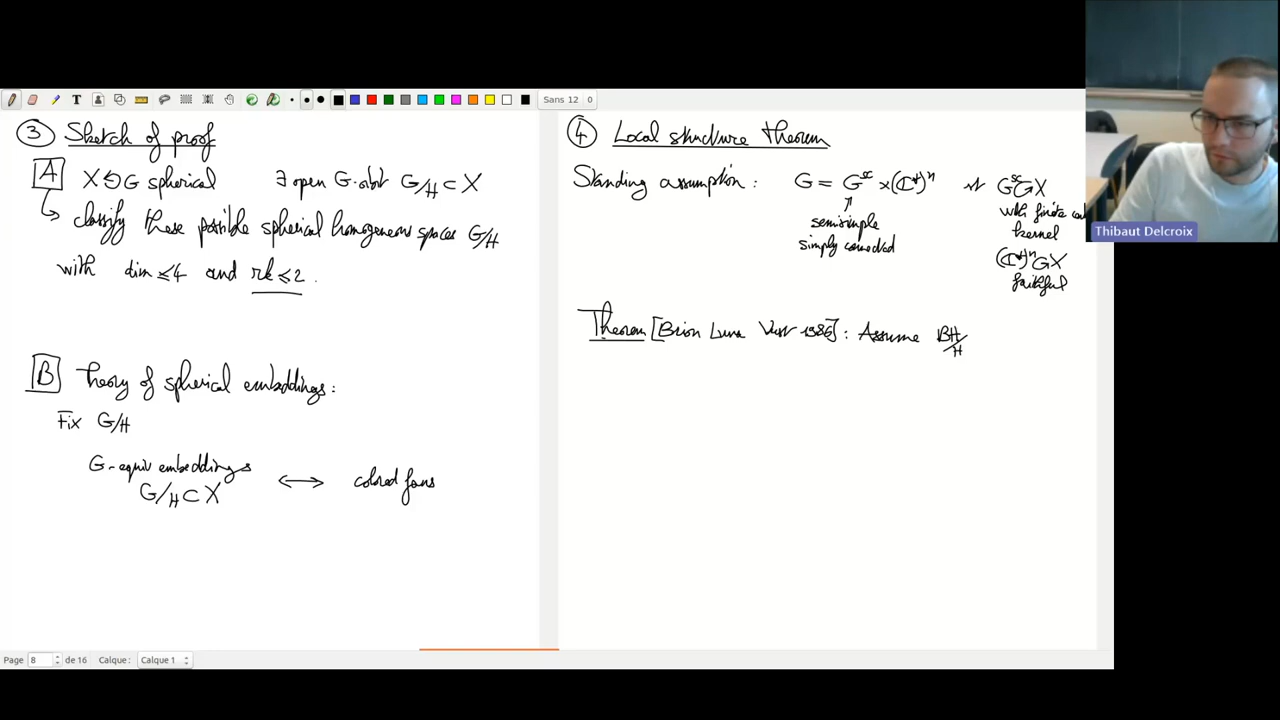 Sans 12
0
③ Sketch of proof
A X ↺ G spherical ∃ open G-orbit G/H ⊂ X
↳ classify these possible spherical homogeneous spaces G/H
with dim ≤ 4 and rk ≤ 2.
B Theory of spherical embeddings:
Fix G/H
G-equiv embeddings
G/H ⊂ X ⟷ colored fans
④ Local structure theorem
Standing assumption: G = G^sc × (ℂ*)^n st G^sc ↻ X
semisimple
simply connected
with finite
kernel
(ℂ*)^n ↻ X
faithful
Theorem [Brion Luna Vust 1986]: Assume BH/H
Thibaut Delcroix
Page 8 de 16 Calque: Calque 1